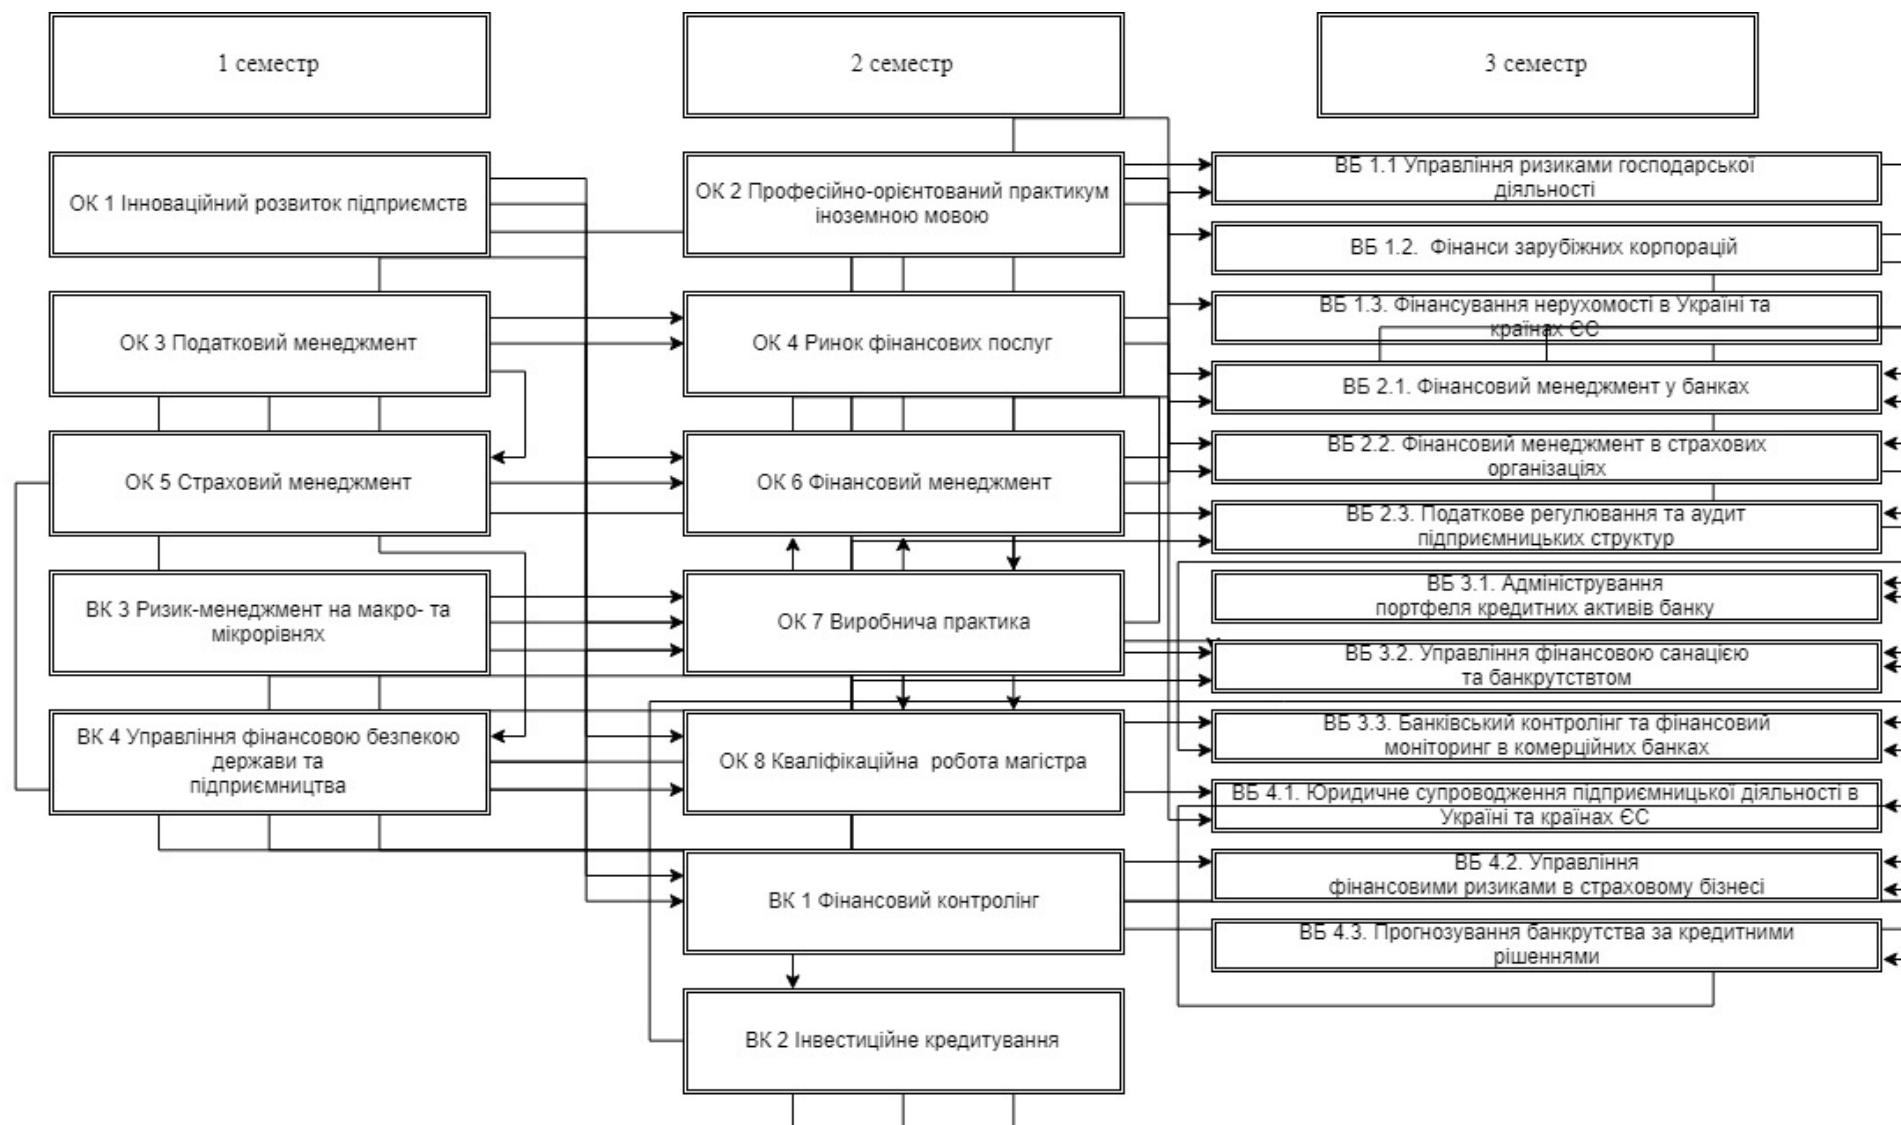 1 семестр
2 семестр
3 семестр
ОК 1 Інноваційний розвиток підприємств
ОК 3 Податковий менеджмент
ОК 5 Страховий менеджмент
ВК 3 Ризик-менеджмент на макро- та
мікрорівнях
ВК 4 Управління фінансовою безпекою
держави та
підприємництва
ОК 2 Професійно-орієнтований практикум
іноземною мовою
ОК 4 Ринок фінансових послуг
ОК 6 Фінансовий менеджмент
ОК 7 Виробнича практика
ОК 8 Кваліфікаційна робота магістра
ВК 1 Фінансовий контролінг
ВК 2 Інвестиційне кредитування
ВБ 1.1 Управління ризиками господарської
діяльності
ВБ 1.2. Фінанси зарубіжних корпорацій
ВБ 1.3. Фінансування нерухомості в Україні та
країнах ЄС
ВБ 2.1. Фінансовий менеджмент у банках
ВБ 2.2. Фінансовий менеджмент в страхових
організаціях
ВБ 2.3. Податкове регулювання та аудит
підприємницьких структур
ВБ 3.1. Адміністрування
портфеля кредитних активів банку
ВБ 3.2. Управління фінансовою санацією
та банкрутствтом
ВБ 3.3. Банківський контролінг та фінансовий
моніторинг в комерційних банках
ВБ 4.1. Юридичне супроводження підприємницької діяльності в
Україні та країнах ЄС
ВБ 4.2. Управління
фінансовими ризиками в страховому бізнесі
ВБ 4.3. Прогнозування банкрутства за кредитними
рішеннями